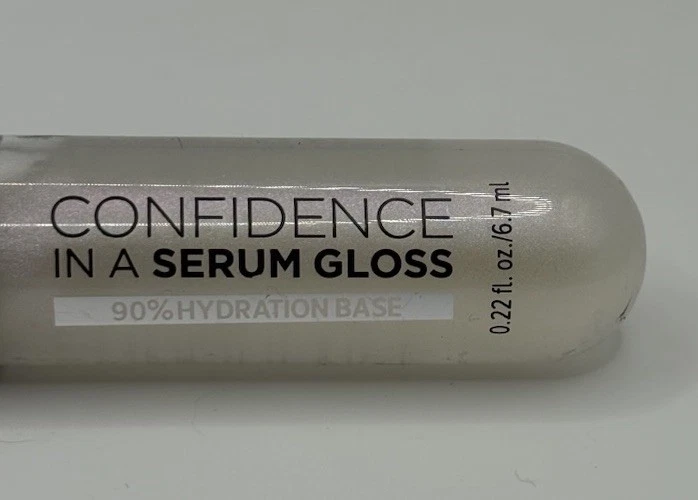 CONFIDENCE
IN A SERUM GLOSS
90% HYDRATION BASE
0.22 fl. oz./6.7 ml